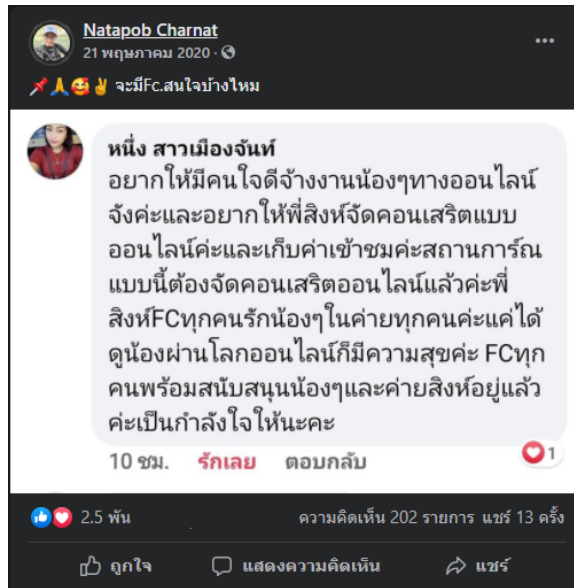 Natapob Charnat
21 พฤษภาคม 2020
จะมีFc.สนใจบ้างไหม
หนึ่ง สาวเมืองจันท์
อยากให้มีคนใจดีจ้างงานน้องๆทางออนไลน์
จังค่ะและอยากให้พี่สิงห์จัดคอนเสริตแบบ
ออนไลน์ค่ะและเก็บค่าเข้าชมค่ะสถานการ์ณ
แบบนี้ต้องจัดคอนเสริตออนไลน์แล้วค่ะพี่
สิงห์FCทุกคนรักน้องๆในค่ายทุกคนค่ะแค่ได้
ดูน้องผ่านโลกออนไลน์ก็มีความสุขค่ะ FCทุก
คนพร้อมสนับสนุนน้องๆและค่ายสิงห์อยู่แล้ว
ค่ะเป็นกำลังใจให้นะคะ
10 ชม. รักเลย ตอบกลับ 1
2.5 พัน ความคิดเห็น 202 รายการ แชร์ 13 ครั้ง
ถูกใจ แสดงความคิดเห็น แชร์